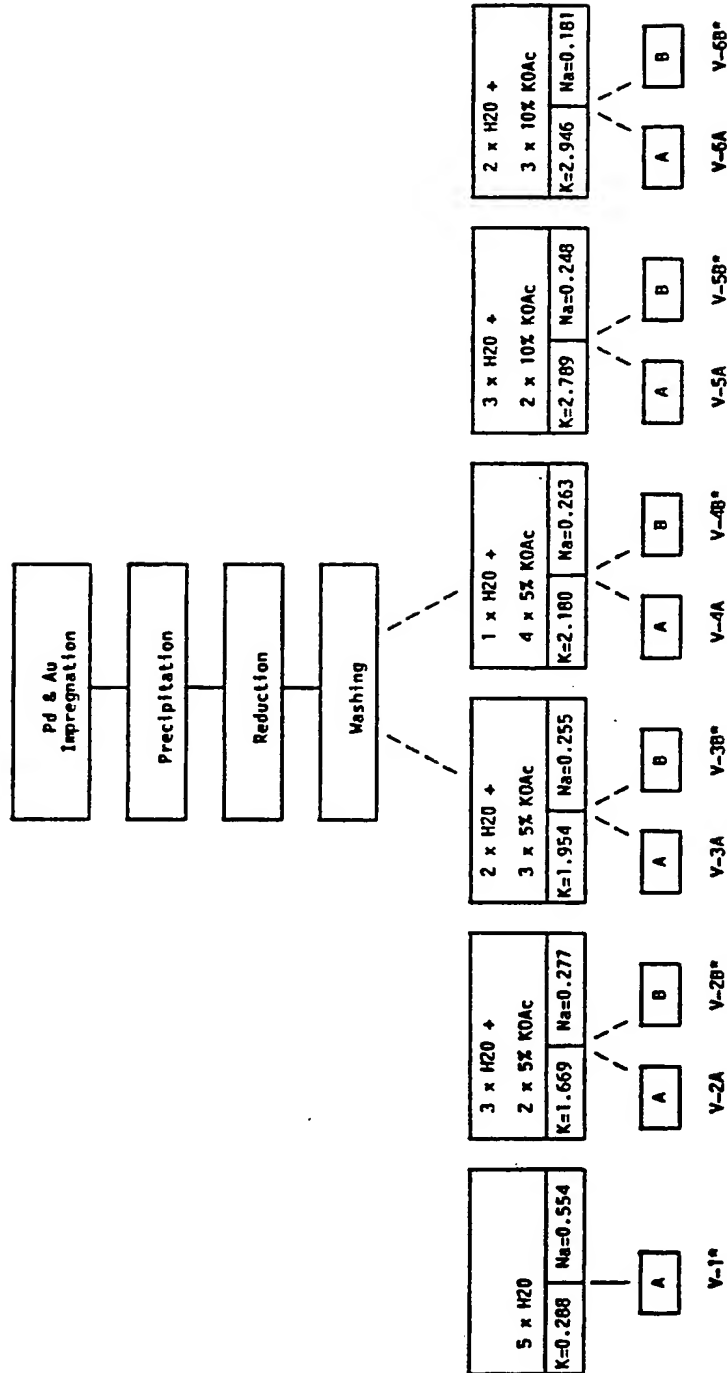 Pd & Au
Impregnation
Precipitation
Reduction
Washing
5 x H2O
K=0.288 Na=0.554
A
V-1*
3 x H2O +
2 x 5% KOAc
K=1.669 Na=0.277
A B
V-2A V-2B*
2 x H2O +
3 x 5% KOAc
K=1.954 Na=0.255
A B
V-3A V-3B*
1 x H2O +
4 x 5% KOAc
K=2.180 Na=0.263
A B
V-4A V-4B*
3 x H2O +
2 x 10% KOAc
K=2.789 Na=0.248
A B
V-5A V-5B*
2 x H2O +
3 x 10% KOAc
K=2.946 Na=0.181
A B
V-6A V-6B*